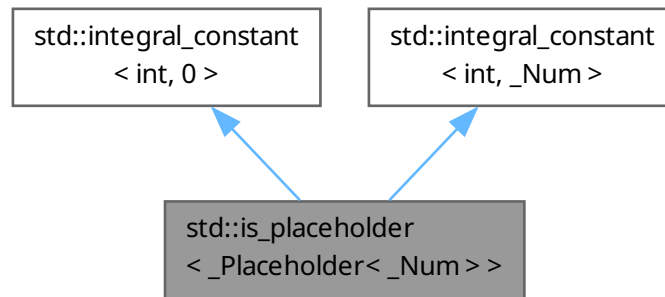 std::integral_constant
< int, 0 >
std::integral_constant
< int, _Num >
std::is_placeholder
< _Placeholder< _Num > >